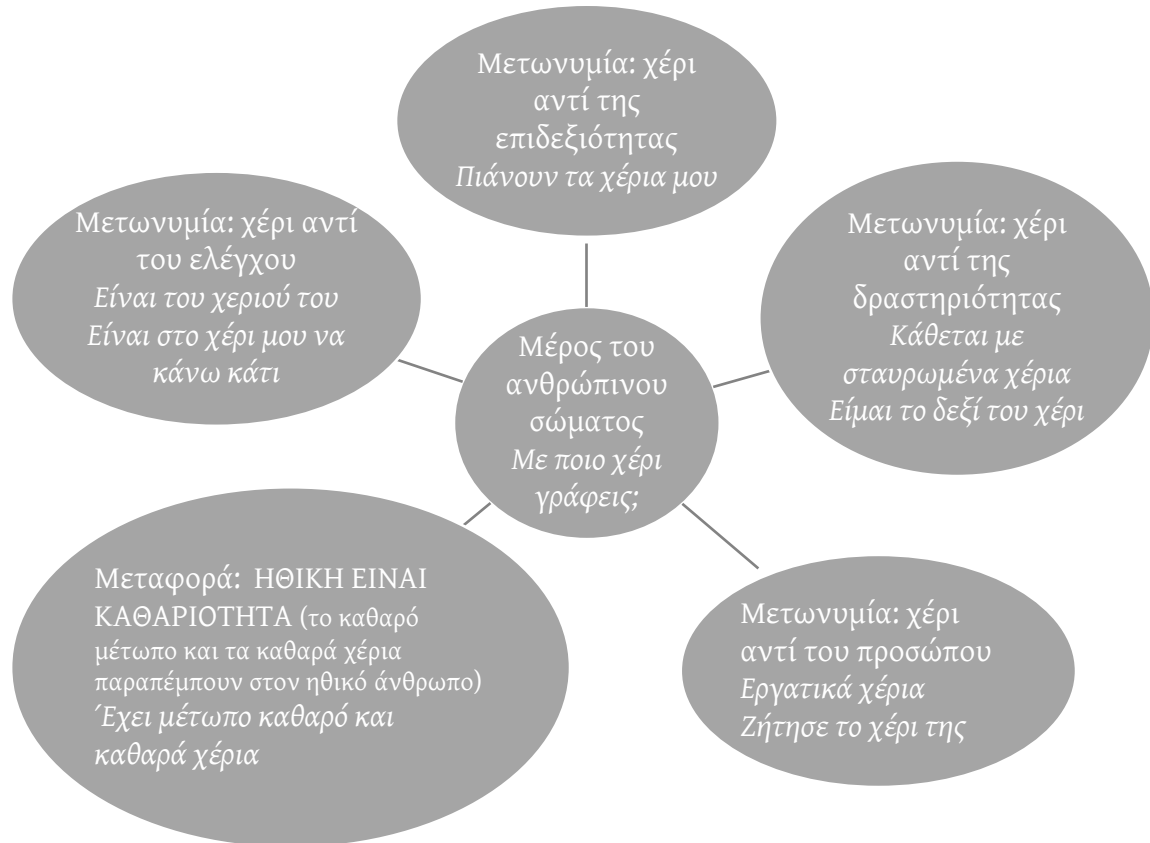 Μετωνυμία: χέρι
αντί της
επιδεξιότητας
Πιάνουν τα χέρια μου
Μετωνυμία: χέρι αντί
του ελέγχου
Είναι του χεριού του
Είναι στο χέρι μου να
κάνω κάτι
Μετωνυμία: χέρι
αντί της
δραστηριότητας
Κάθεται με
σταυρωμένα χέρια
Είμαι το δεξί του χέρι
Μέρος του
ανθρώπινου
σώματος
Με ποιο χέρι
γράφεις;
Μεταφορά: ΗΘΙΚΗ ΕΙΝΑΙ
ΚΑΘΑΡΙΟΤΗΤΑ (το καθαρό
μέτωπο και τα καθαρά χέρια
παραπέμπουν στον ηθικό άνθρωπο)
Έχει μέτωπο καθαρό και
καθαρά χέρια
Μετωνυμία: χέρι
αντί του προσώπου
Εργατικά χέρια
Ζήτησε το χέρι της